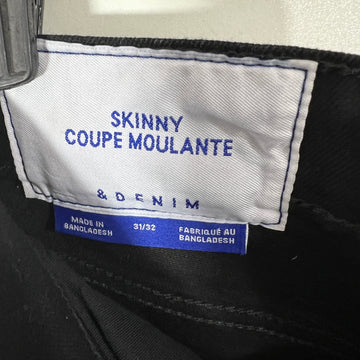 SKINNY
COUPE MOULANTE
& DENIM
MADE IN
BANGLADESH
31/32
FABRIQUÉ AU
BANGLADESH